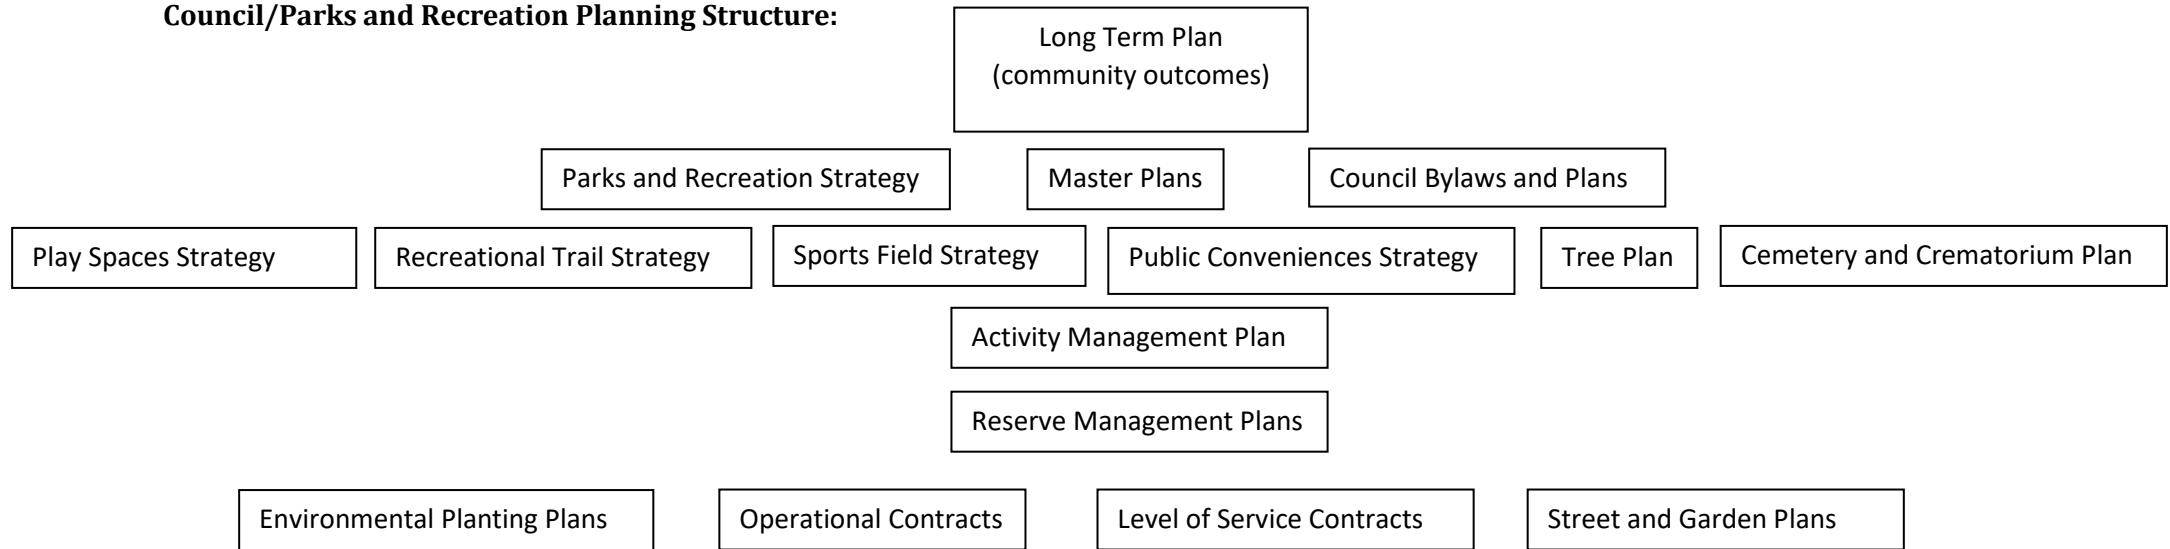 Council/Parks and Recreation Planning Structure:
Long Term Plan
(community outcomes)
Parks and Recreation Strategy
Master Plans
Council Bylaws and Plans
Play Spaces Strategy
Recreational Trail Strategy
Sports Field Strategy
Public Conveniences Strategy
Tree Plan
Cemetery and Crematorium Plan
Activity Management Plan
Reserve Management Plans
Environmental Planting Plans
Operational Contracts
Level of Service Contracts
Street and Garden Plans